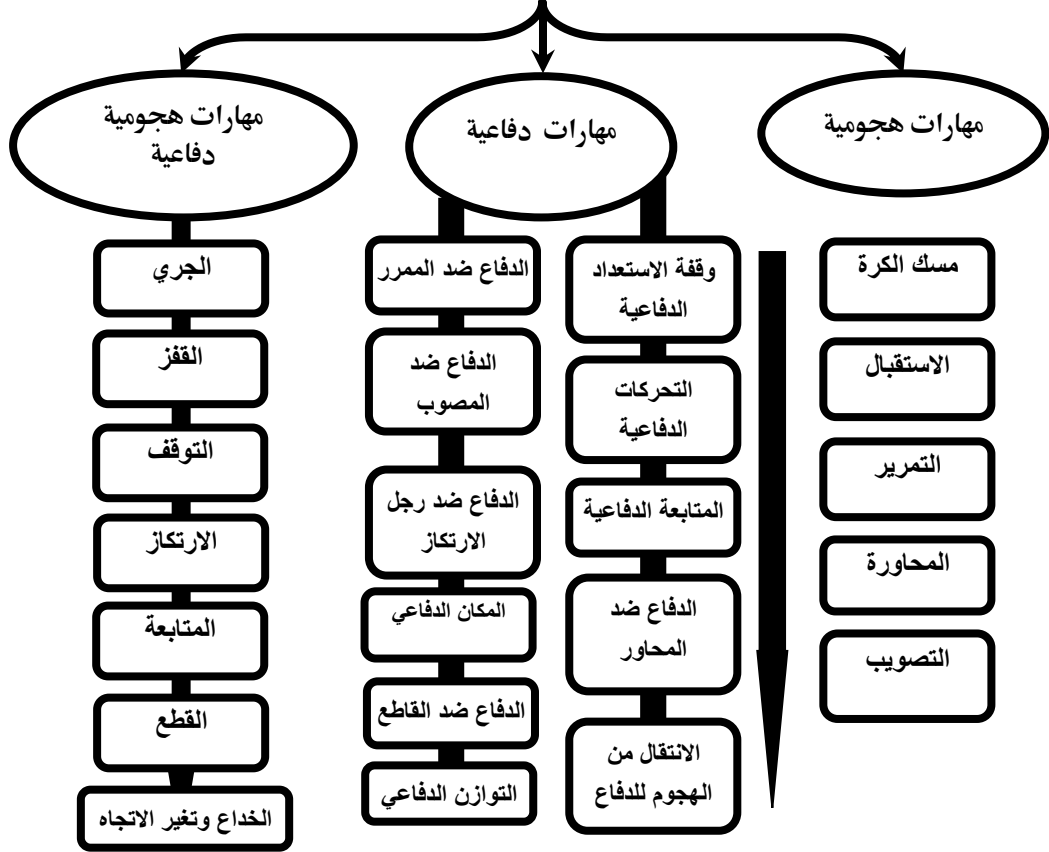 مهارات هجومية
مهارات دفاعية
مهارات هجومية
دفاعية
مسك الكرة
الاستقبال
التمرير
المحاورة
التصويب
وقفة الاستعداد
الدفاعية
التحركات
الدفاعية
المتابعة الدفاعية
الدفاع ضد
المحاور
الانتقال من
الهجوم للدفاع
الدفاع ضد الممرر
الدفاع ضد
المصوب
الدفاع ضد رجل
الارتكاز
المكان الدفاعي
الدفاع ضد القاطع
التوازن الدفاعي
الجري
القفز
التوقف
الارتكاز
المتابعة
القطع
الخداع وتغير الاتجاه